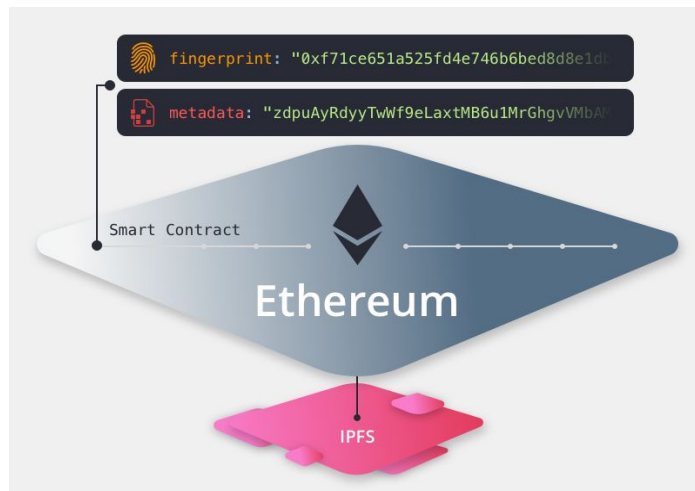 fingerprint: "0xf71ce651a525fd4e746b6bed8d8e1d
metadata: "zdpuAyRdyyTwWf9eLaxtMB6u1MrGhgvVMbA
Smart Contract
Ethereum
IPFS